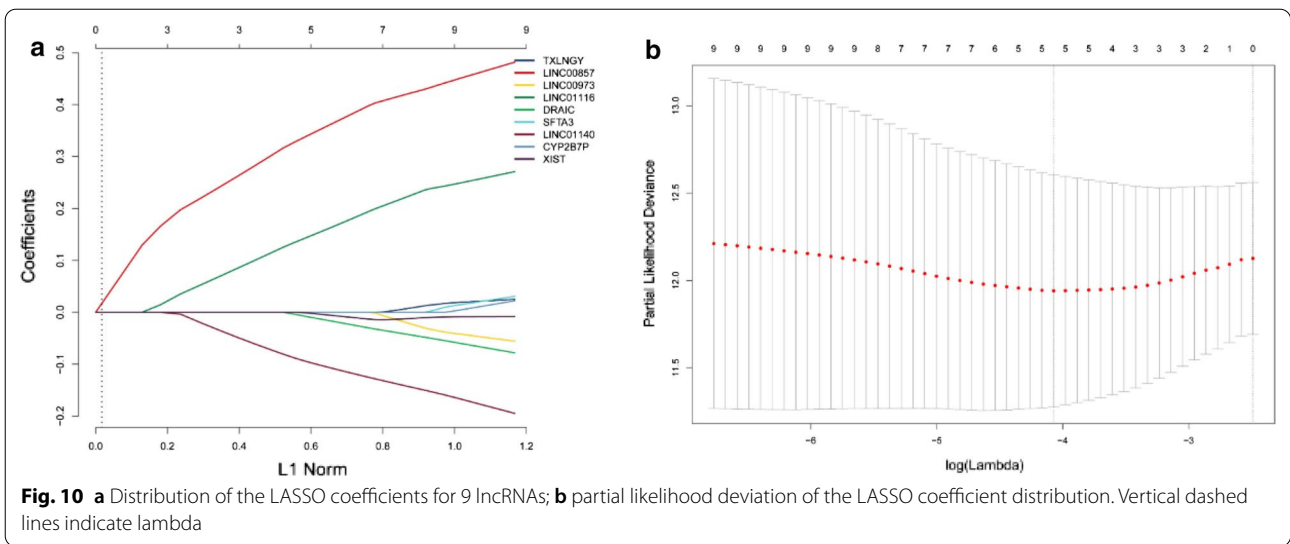 a
0 3 3 5 7 9 9
0.5
0.4
0.3
0.2
0.1
0.0
-0.1
-0.2
Coefficients
TXLNGY
LINC00857
LINC00973
LINC01116
DRAIC
SFTA3
LINC01140
CYP2B7P
XIST
0.0 0.2 0.4 0.6 0.8 1.0 1.2
L1 Norm
b
9 9 9 9 9 9 9 8 7 7 7 7 6 5 5 5 5 4 3 3 3 2 1 0
13.0
12.5
12.0
11.5
Partial Likelihood Deviance
-6 -5 -4 -3
log(Lambda)
Fig. 10 a Distribution of the LASSO coefficients for 9 lncRNAs; b partial likelihood deviation of the LASSO coefficient distribution. Vertical dashed
lines indicate lambda